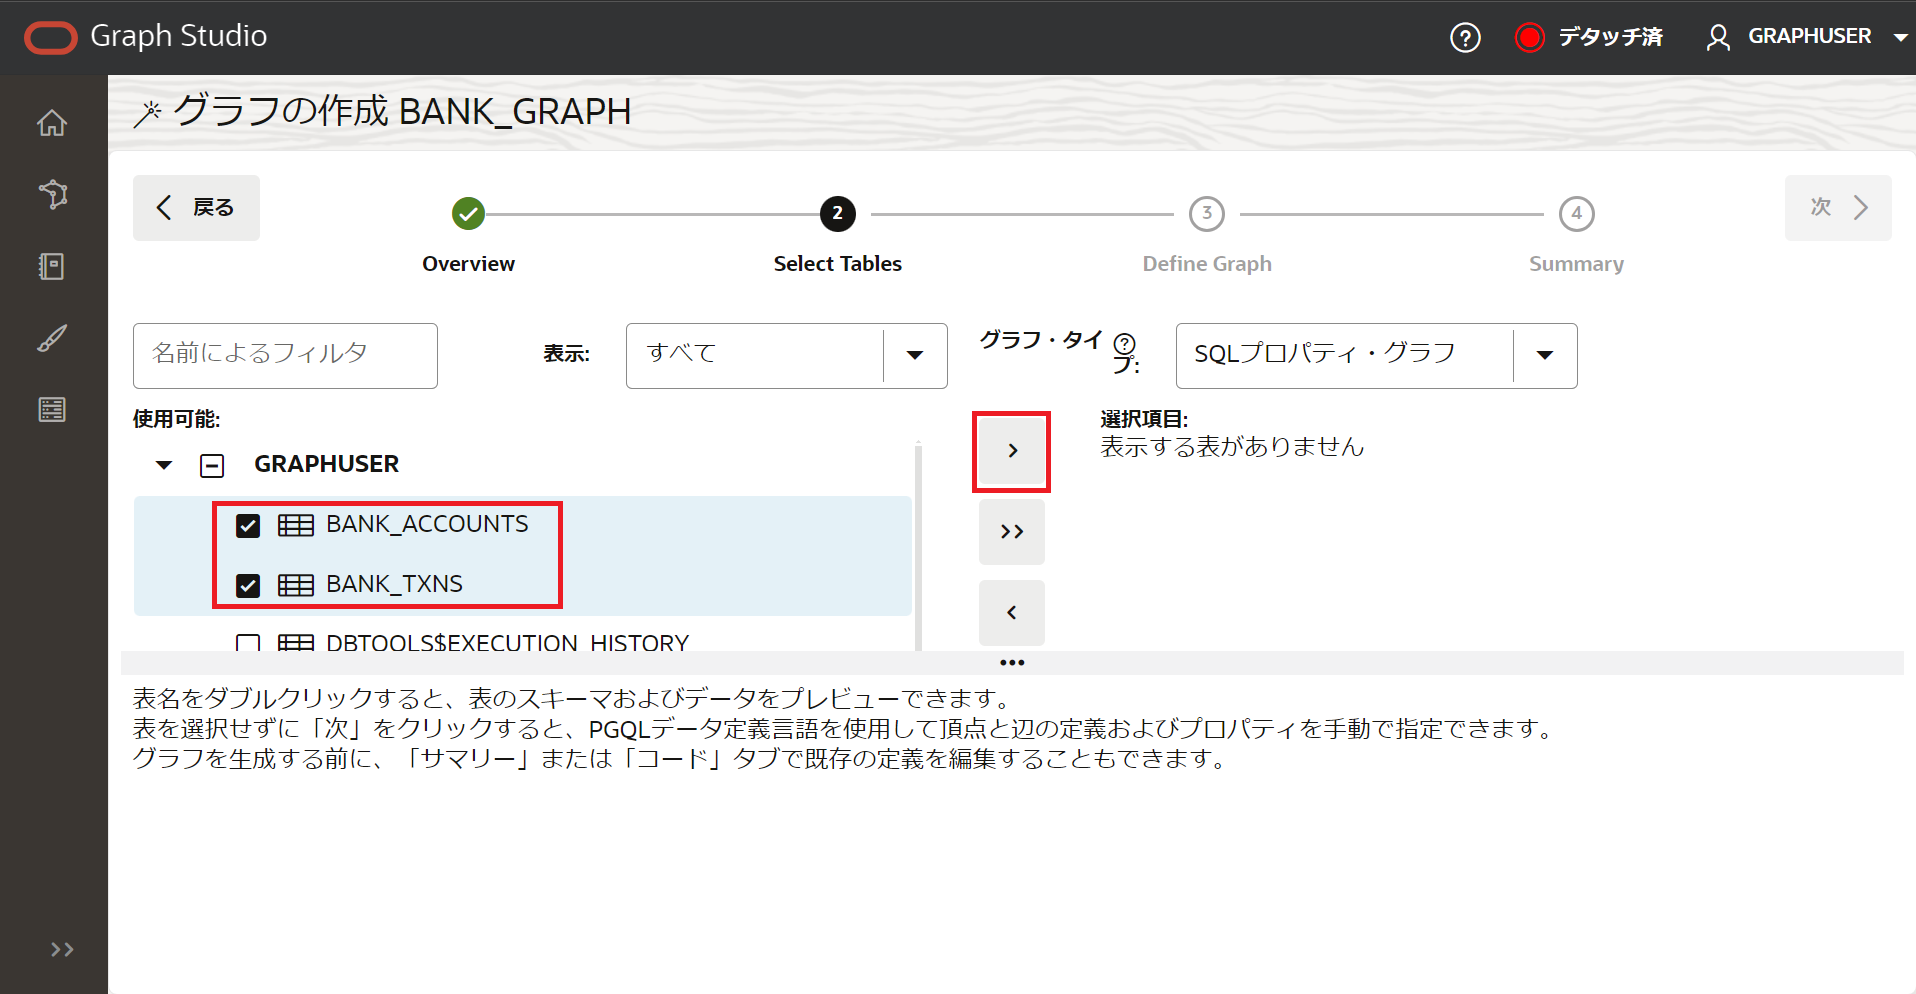 Graph Studio
デタッチ済
GRAPHUSER
グラフの作成 BANK_GRAPH
戻る
2
3
4
次
Overview
Select Tables
Define Graph
Summary
名前によるフィルタ
表示:
すべて
グラフ・タイ
プ:
SQLプロパティ・グラフ
使用可能:
選択項目:
表示する表がありません
GRAPHUSER
BANK_ACCOUNTS
BANK_TXNS
DBTOOLS$EXECUTION_HISTORY
表名をダブルクリックすると、表のスキーマおよびデータをプレビューできます。
表を選択せずに「次」をクリックすると、PGQLデータ定義言語を使用して頂点と辺の定義およびプロパティを手動で指定できます。
グラフを生成する前に、「サマリー」または「コード」タブで既存の定義を編集することもできます。